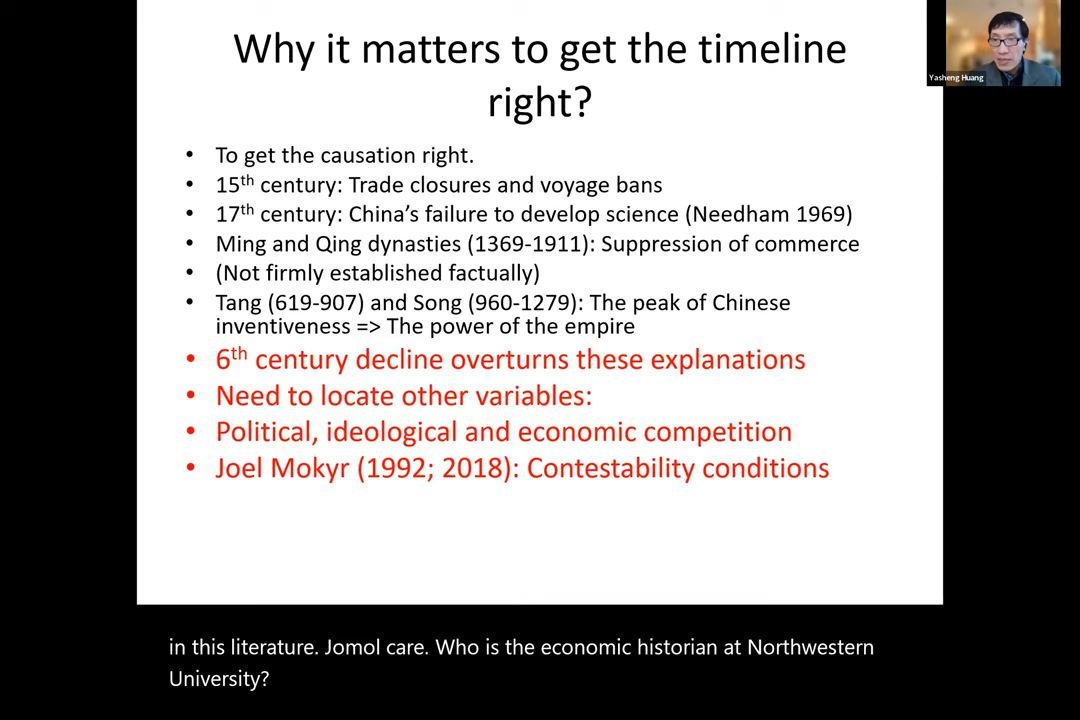 Why it matters to get the timeline
right?
Yasheng Huang
• To get the causation right.
• 15th century: Trade closures and voyage bans
• 17th century: China's failure to develop science (Needham 1969)
• Ming and Qing dynasties (1369-1911): Suppression of commerce
• (Not firmly established factually)
• Tang (619-907) and Song (960-1279): The peak of Chinese
inventiveness => The power of the empire
• 6th century decline overturns these explanations
• Need to locate other variables:
• Political, ideological and economic competition
• Joel Mokyr (1992; 2018): Contestability conditions
in this literature. Jomol care. Who is the economic historian at Northwestern
University?